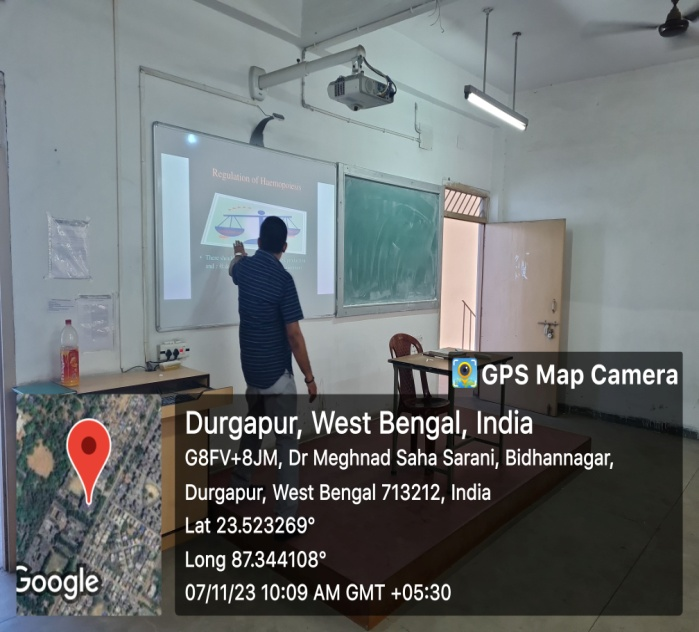 Regulation of Haemopoiesis
GPS Map Camera
Durgapur, West Bengal, India
G8FV+8JM, Dr Meghnad Saha Sarani, Bidhannagar,
Durgapur, West Bengal 713212, India
Lat 23.523269°
Long 87.344108°
07/11/23 10:09 AM GMT +05:30
Google